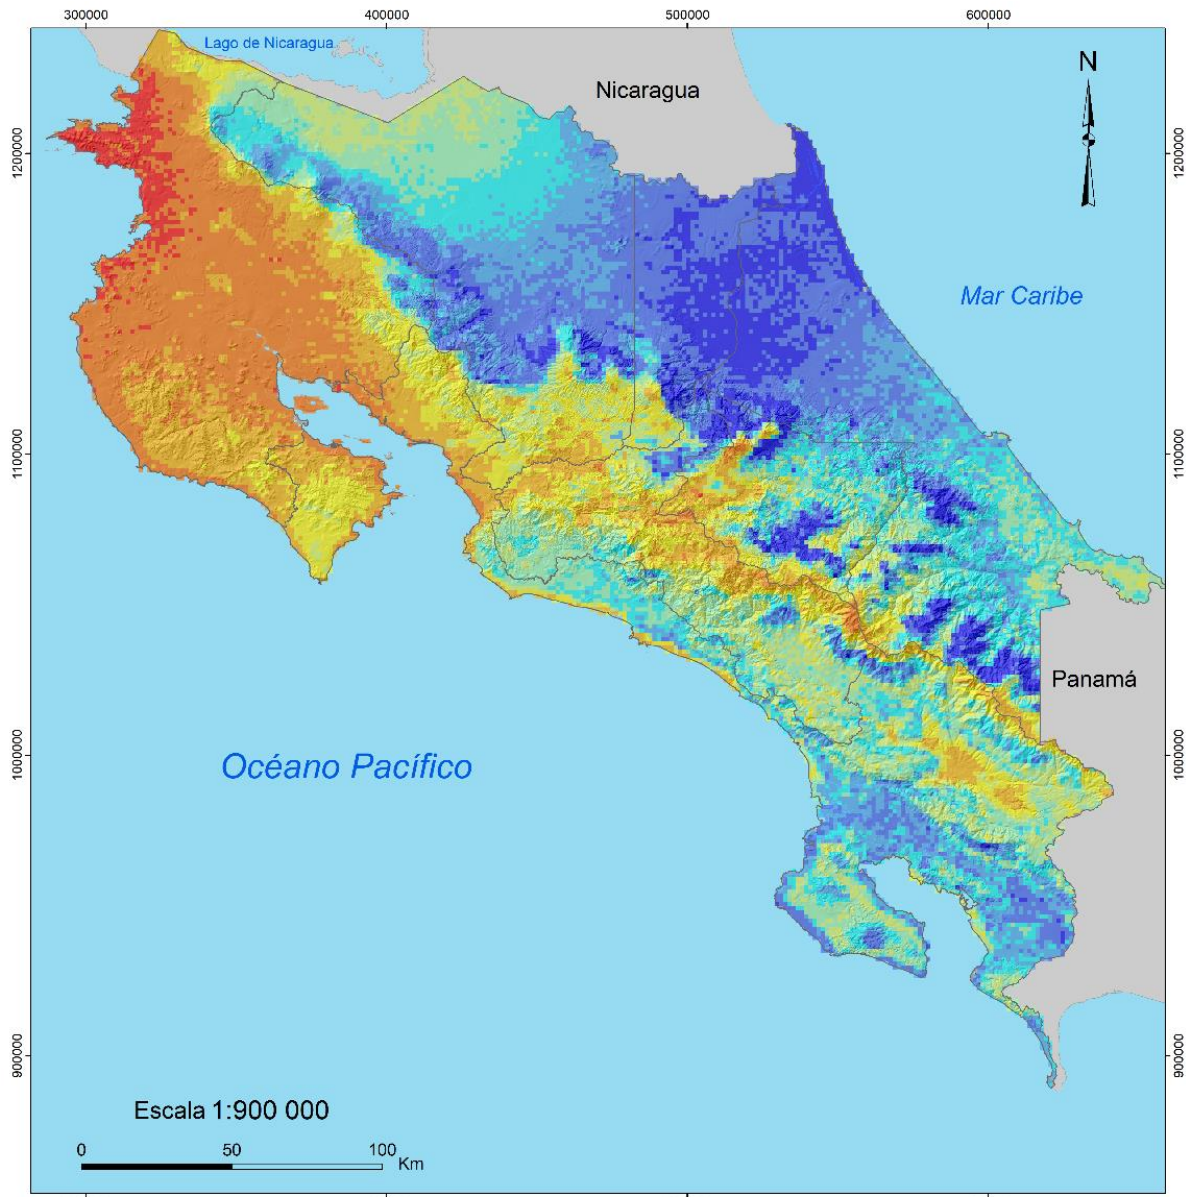 300000 400000 500000 600000
Lago de Nicaragua
N
Nicaragua
1200000 1200000
Mar Caribe
1100000 1100000
Panamá
Océano Pacífico
1000000 1000000
900000 900000
Escala 1:900 000
0 50 100
Km